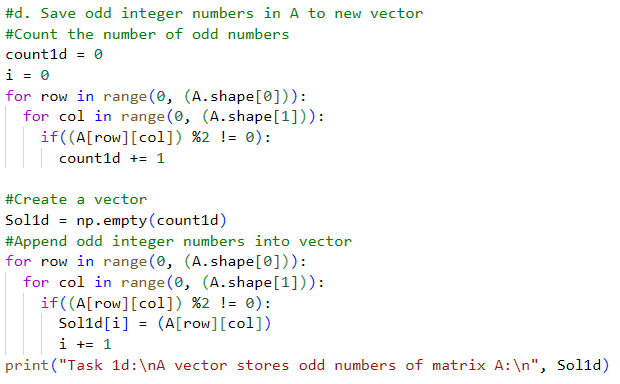 #d. Save odd integer numbers in A to new vector
#Count the number of odd numbers
count1d = 0
i = 0
for row in range(0, (A.shape[0])):
  for col in range(0, (A.shape[1])):
    if((A[row][col]) %2 != 0):
      count1d += 1

#Create a vector
Sol1d = np.empty(count1d)
#Append odd integer numbers into vector
for row in range(0, (A.shape[0])):
  for col in range(0, (A.shape[1])):
    if((A[row][col]) %2 != 0):
      Sol1d[i] = (A[row][col])
      i += 1
print("Task 1d:\nA vector stores odd numbers of matrix A:\n", Sol1d)